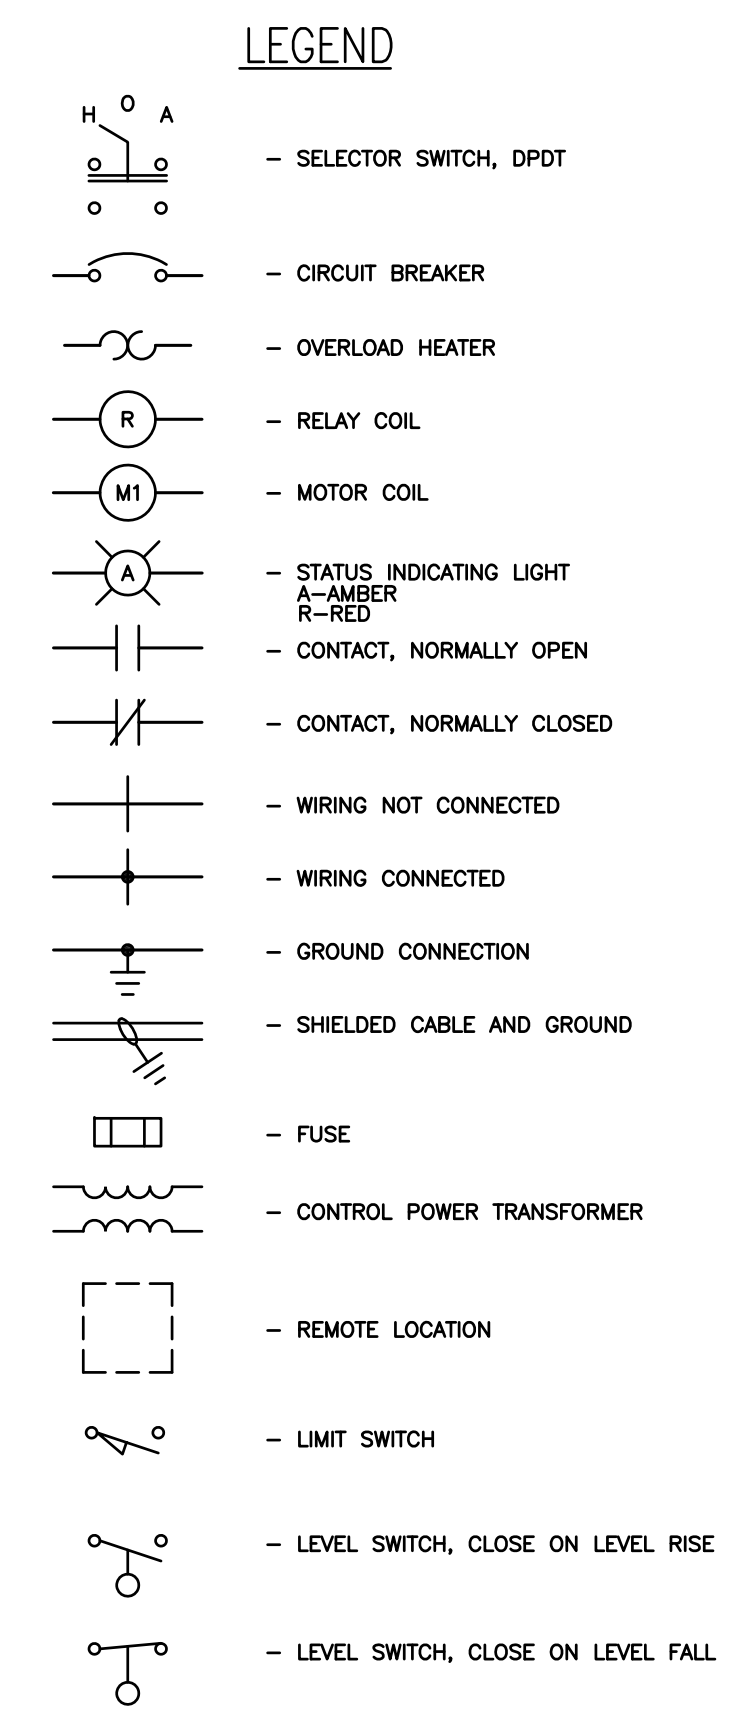 LEGEND
H O A
- SELECTOR SWITCH, DPDT
- CIRCUIT BREAKER
- OVERLOAD HEATER
R - RELAY COIL
M1 - MOTOR COIL
A - STATUS INDICATING LIGHT
A-AMBER
R-RED
- CONTACT, NORMALLY OPEN
- CONTACT, NORMALLY CLOSED
- WIRING NOT CONNECTED
- WIRING CONNECTED
- GROUND CONNECTION
- SHIELDED CABLE AND GROUND
- FUSE
- CONTROL POWER TRANSFORMER
- REMOTE LOCATION
- LIMIT SWITCH
- LEVEL SWITCH, CLOSE ON LEVEL RISE
- LEVEL SWITCH, CLOSE ON LEVEL FALL